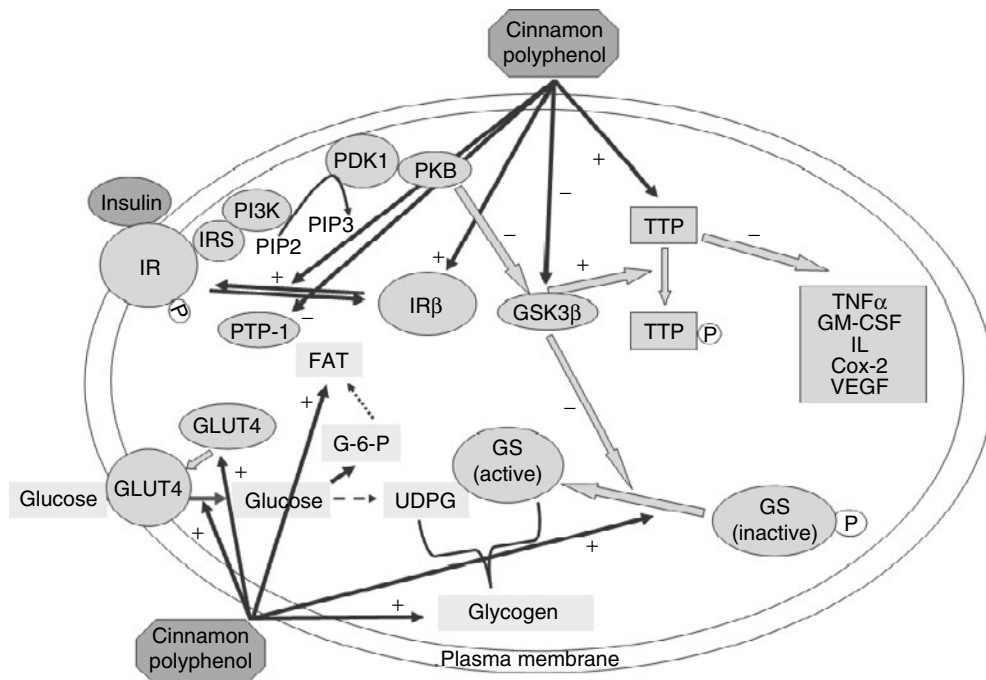 Cinnamon
polyphenol
PDK1
PKB
+
–
Insulin
PI3K
IRS
PIP2
PIP3
TTP
–
–
IR
P
+
+
+
IRβ
GSK3β
–
PTP-1
TTP
P
TNFα
GM-CSF
IL
Cox-2
VEGF
FAT
+
–
GLUT4
G-6-P
GS
(active)
+
Glucose
GLUT4
Glucose
UDPG
GS
(inactive)
P
+
+
+
Glycogen
Cinnamon
polyphenol
Plasma membrane